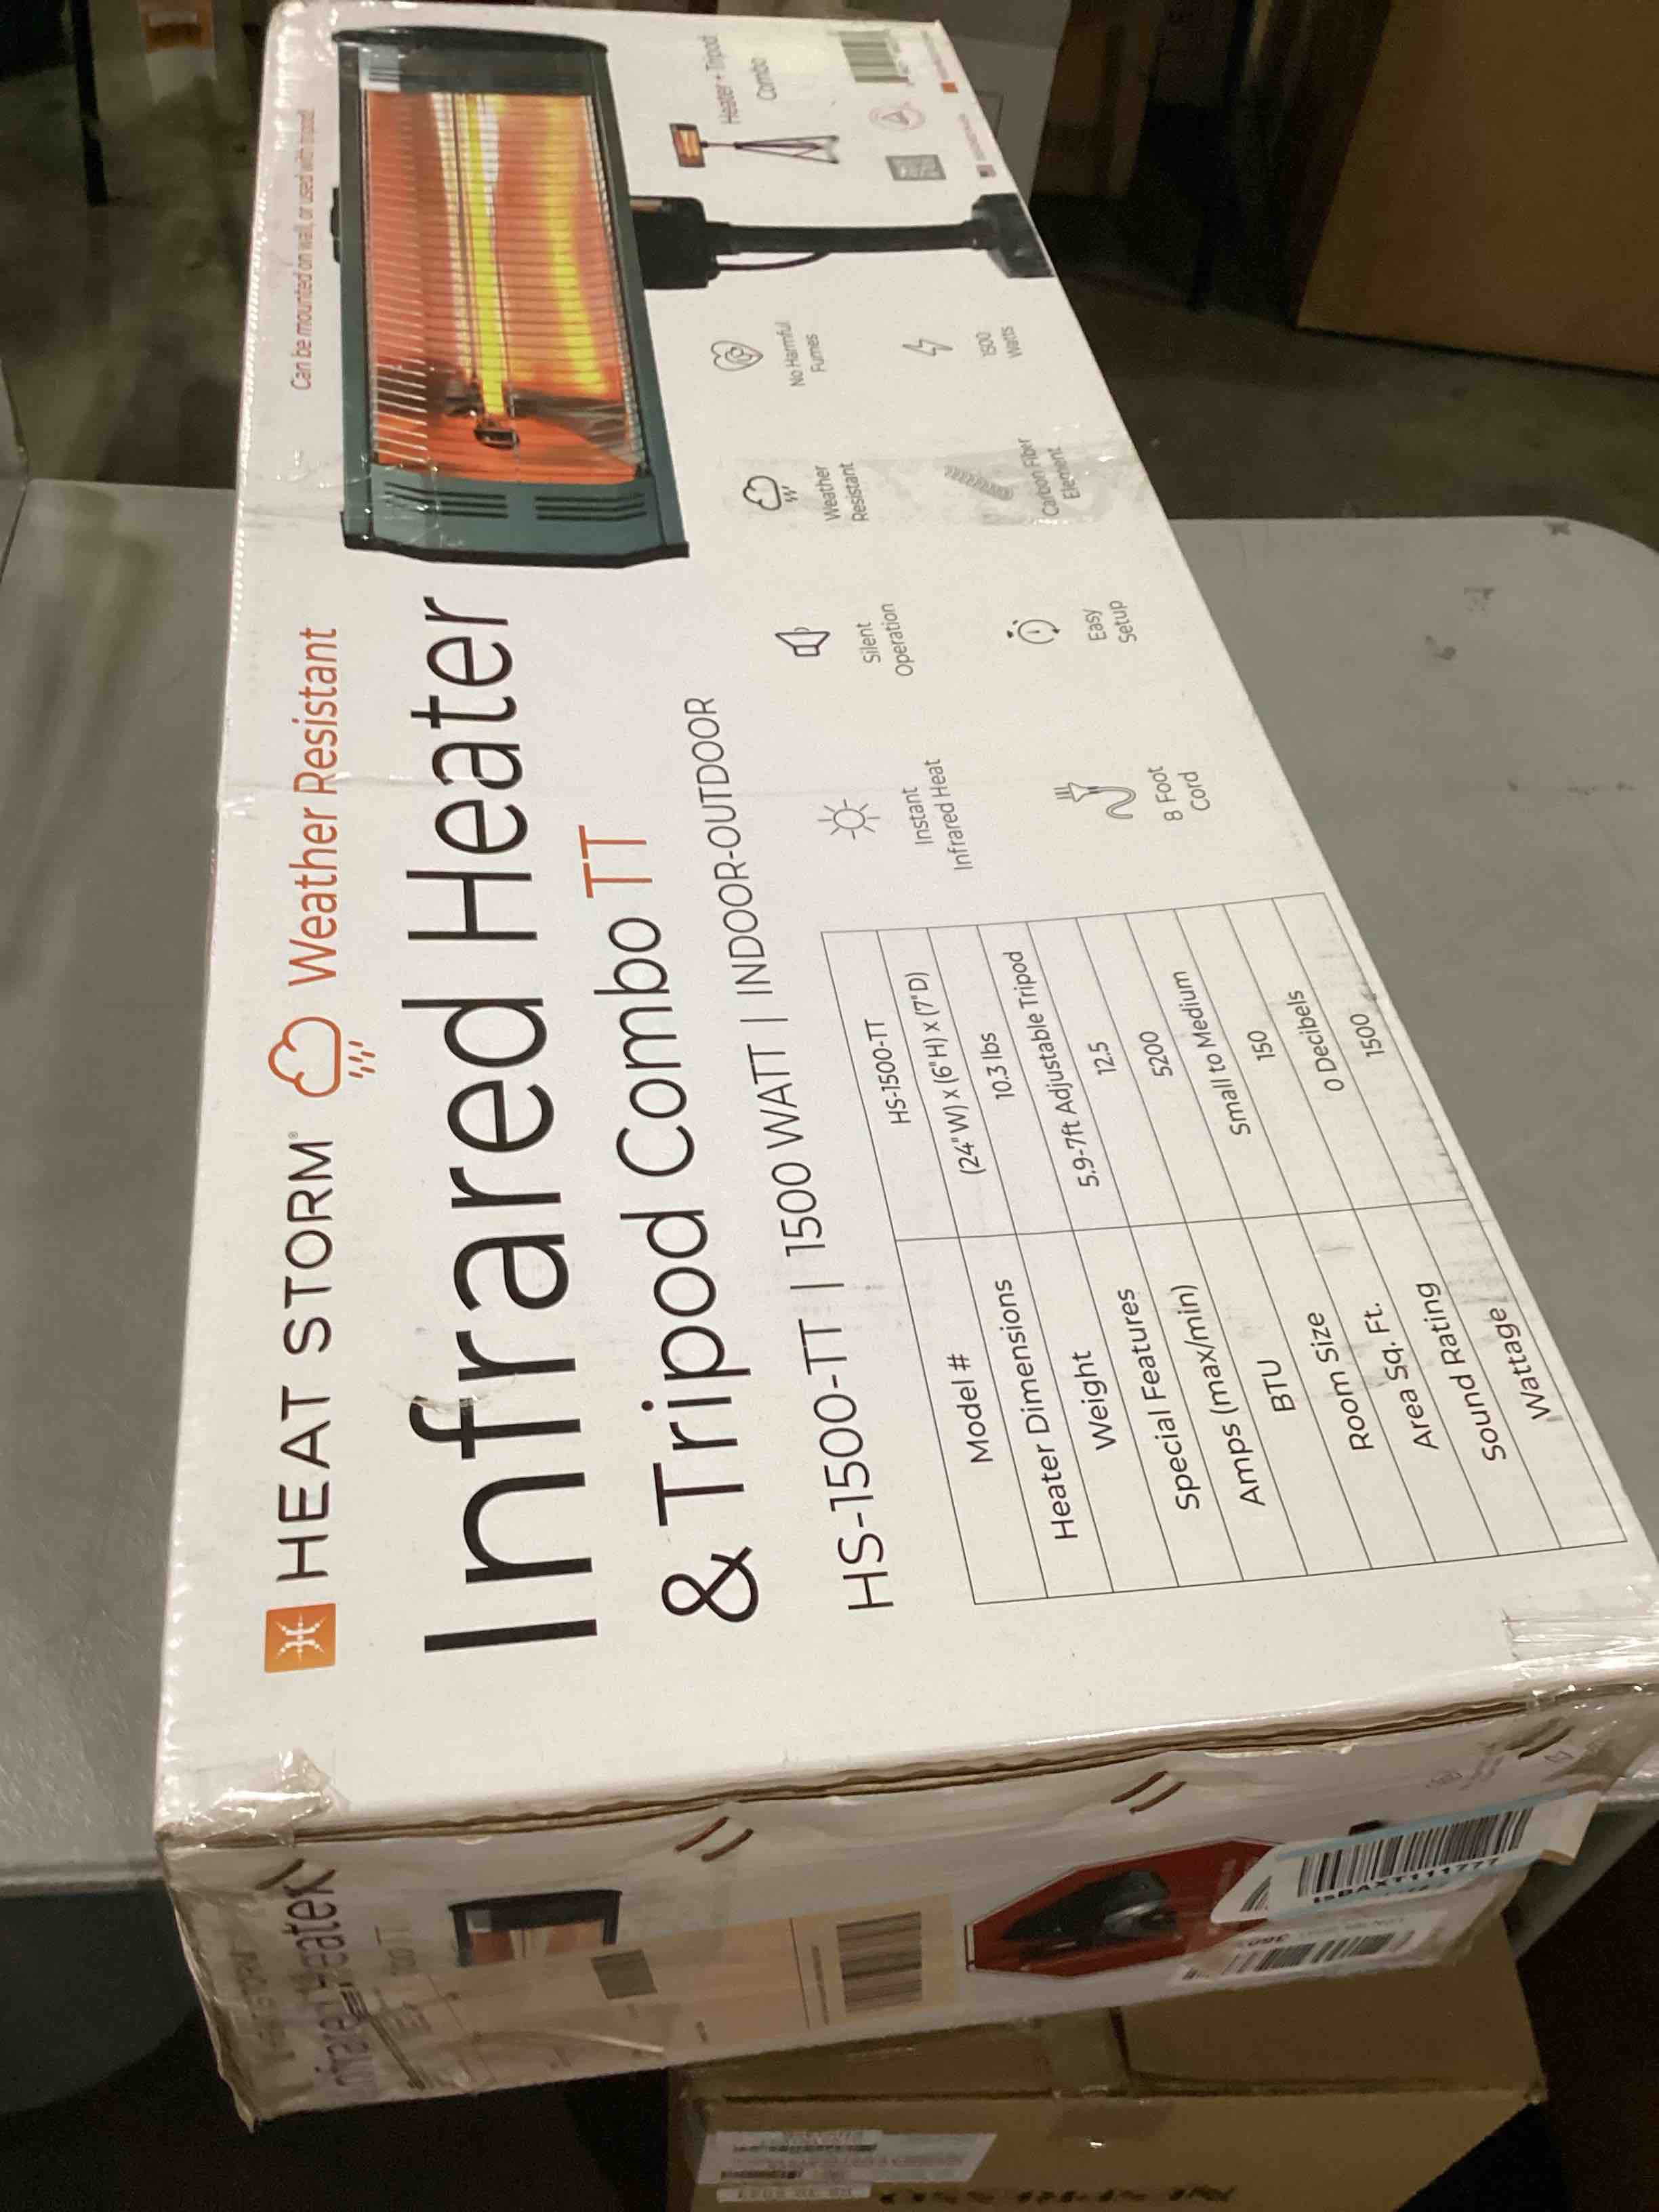 HEAT STORM® Weather Resistant
Can be mounted on wall, or used with tripod
Infrared Heater
& Tripod Combo TT
HS-1500-TT | 1500 WATT | INDOOR-OUTDOOR
Model # HS-1500-TT
Heater Dimensions (24"W) x (6"H) x (7"D)
Weight 10.3 lbs
Special Features 5.9-7ft Adjustable Tripod
Amps (max/min) 12.5
BTU 5200
Room Size Small to Medium
Room Sq. Ft. 150
Area
Sound Rating 0 Decibels
Wattage 1500
Instant
Infrared Heat
Silent
Operation
Weather
Resistant
No Harmful
Fumes
8 Foot
Cord
Easy
Setup
Carbon Fiber
Element
1500
Watts
Heater + Tripod
Combo
Infrared Heater